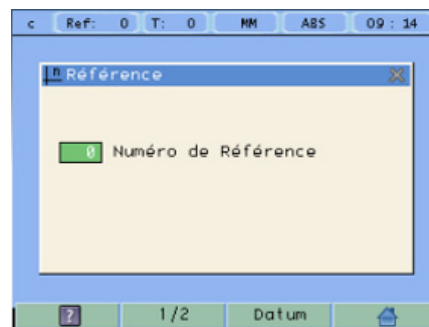 c Ref: 0 T: 0 MM ABS 09 : 14
n Référence
0 Numéro de Référence
? 1/2 Datum